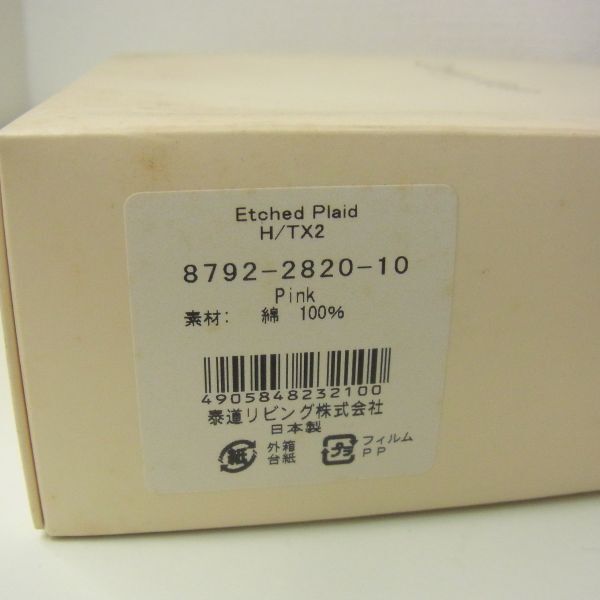 Etched Plaid
H/TX2
8792-2820-10
Pink
素材: 綿 100%
4905848232100
泰道リビング株式会社
日本製
紙 外箱 台紙
プラ フィルム PP